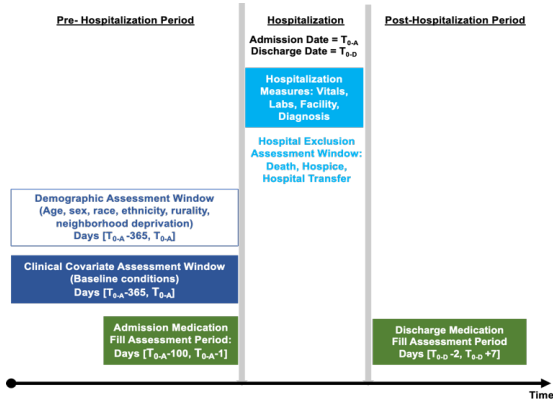 Pre- Hospitalization Period
Hospitalization
Post-Hospitalization Period
Admission Date = T0-A
Discharge Date = T0-D
Hospitalization
Measures: Vitals,
Labs, Facility,
Diagnosis
Hospital Exclusion
Assessment Window:
Death, Hospice,
Hospital Transfer
Demographic Assessment Window
(Age, sex, race, ethnicity, rurality,
neighborhood deprivation)
Days [T0-A-365, T0-A]
Clinical Covariate Assessment Window
(Baseline conditions)
Days [T0-A-365, T0-A]
Admission Medication
Fill Assessment Period:
Days [T0-A-100, T0-A-1]
Discharge Medication
Fill Assessment Period
Days [T0-D -2, T0-D +7]
Time